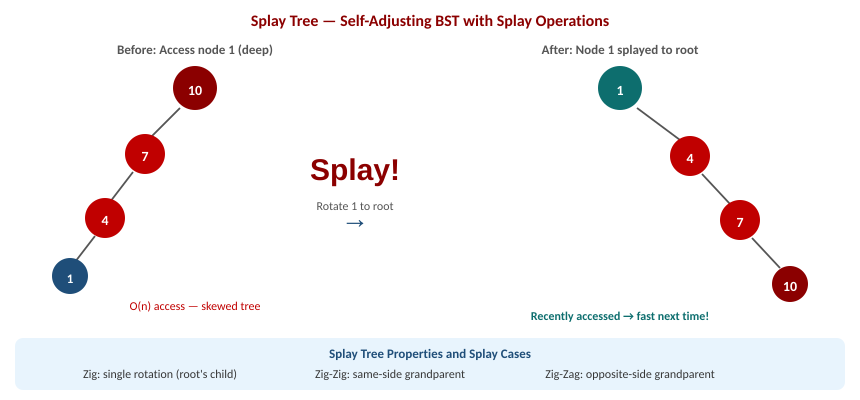 Splay Tree — Self-Adjusting BST with Splay Operations
Before: Access node 1 (deep)
After: Node 1 splayed to root
10
7
4
1
O(n) access — skewed tree
Splay!
Rotate 1 to root
→
1
4
7
10
Recently accessed → fast next time!
Splay Tree Properties and Splay Cases
Zig: single rotation (root's child)
Zig-Zig: same-side grandparent
Zig-Zag: opposite-side grandparent